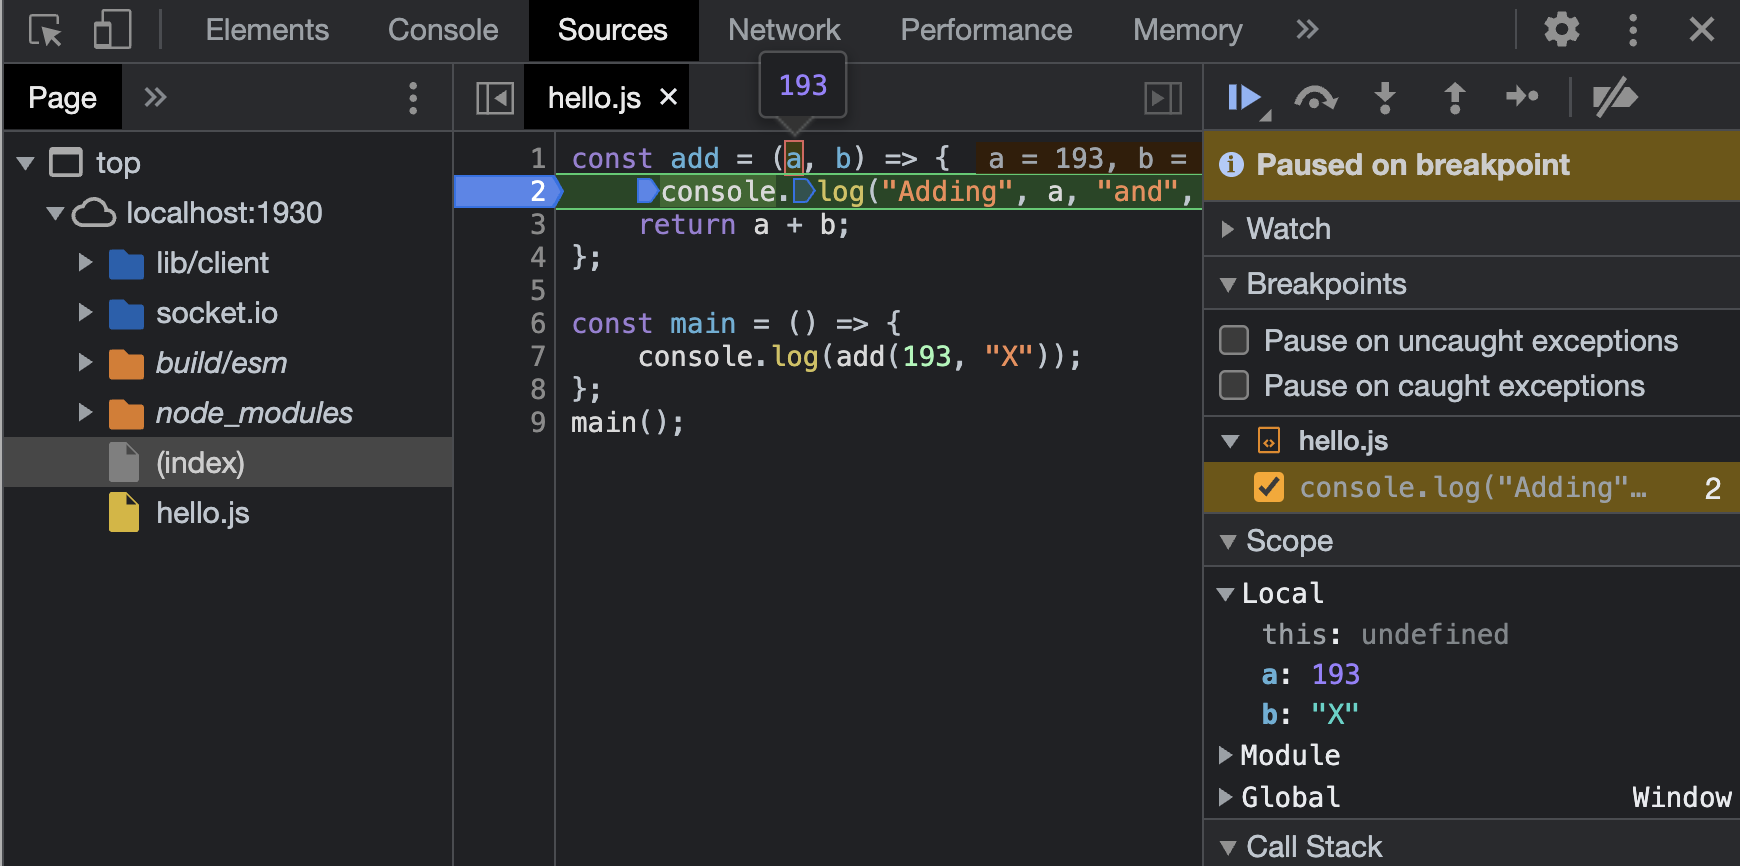 Elements Console Sources Network Performance Memory »
Page »
hello.js ×
193
top
localhost:1930
lib/client
socket.io
build/esm
node_modules
(index)
hello.js
1 const add = (a, b) => { a = 193, b =
2 console.log("Adding", a, "and",
3 return a + b;
4 };
5
6 const main = () => {
7 console.log(add(193, "X"));
8 };
9 main();
Paused on breakpoint
Watch
Breakpoints
Pause on uncaught exceptions
Pause on caught exceptions
hello.js
console.log("Adding"… 2
Scope
Local
this: undefined
a: 193
b: "X"
Module
Global Window
Call Stack